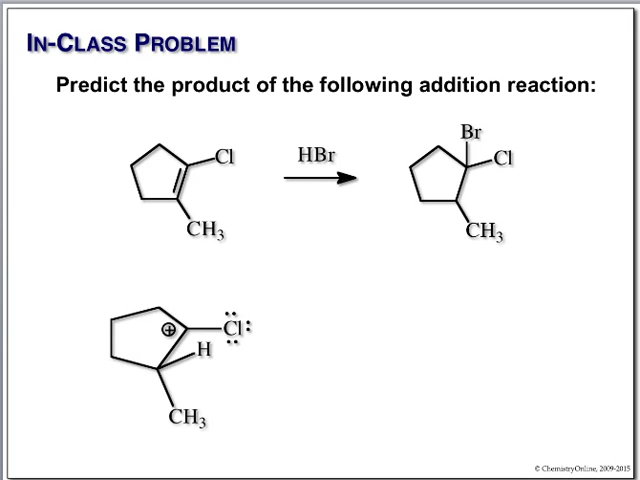 IN-CLASS PROBLEM
Predict the product of the following addition reaction:
Cl
HBr
CH3
Br
Cl
CH3
⊕
Cl
H
CH3
© ChemistryOnline, 2009-2015